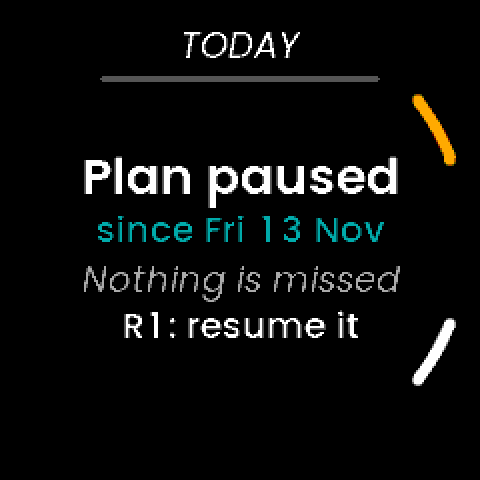 TODAY
Plan paused
since Fri 13 Nov
Nothing is missed
R1: resume it